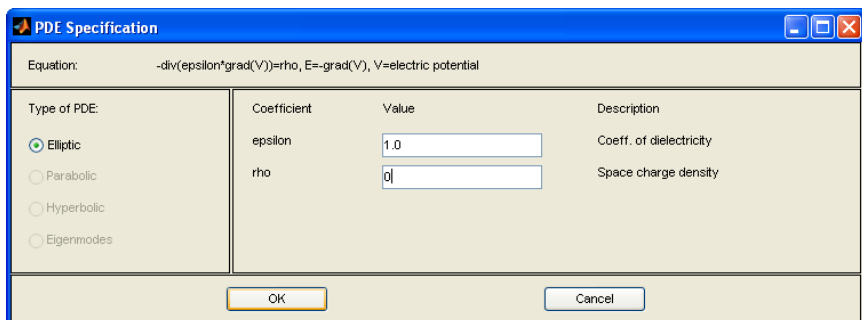 PDE Specification
Equation: -div(epsilon*grad(V))=rho, E=-grad(V), V=electric potential
Type of PDE: Coefficient Value Description
Elliptic epsilon 1.0 Coeff. of dielectricity
Parabolic rho 0 Space charge density
Hyperbolic
Eigenmodes
OK Cancel